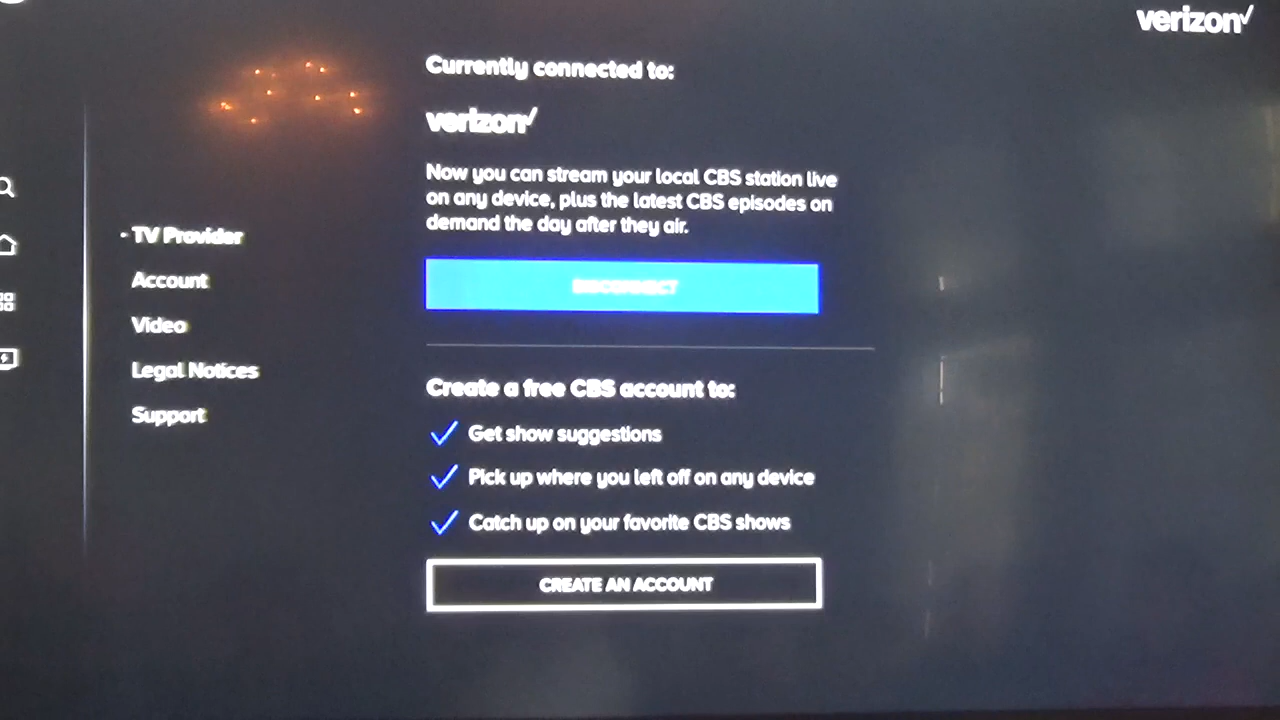 verizon
Currently connected to:
verizon
Now you can stream your local CBS station live
on any device, plus the latest CBS episodes on
demand the day after they air.
TV Provider
Account
DISCONNECT
Video
Legal Notices
Support
Create a free CBS account to:
Get show suggestions
Pick up where you left off on any device
Catch up on your favorite CBS shows
CREATE AN ACCOUNT